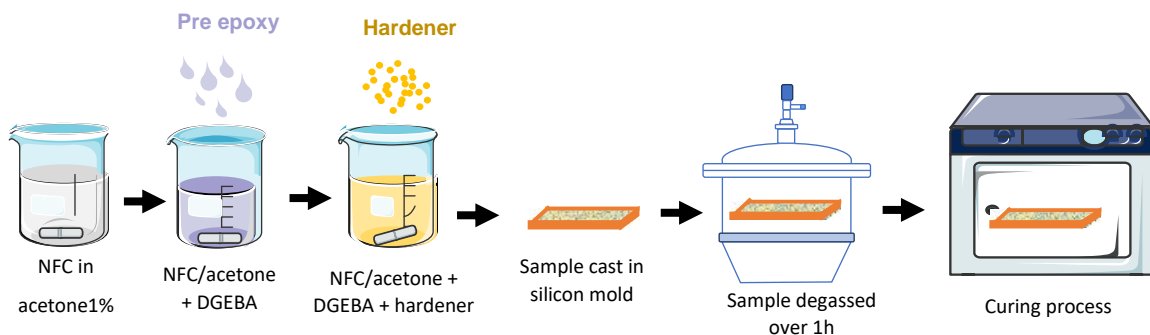 Pre epoxy
Hardener
NFC in
acetone1%
NFC/acetone
+ DGEBA
NFC/acetone +
DGEBA + hardener
Sample cast in
silicon mold
Sample degassed
over 1h
Curing process